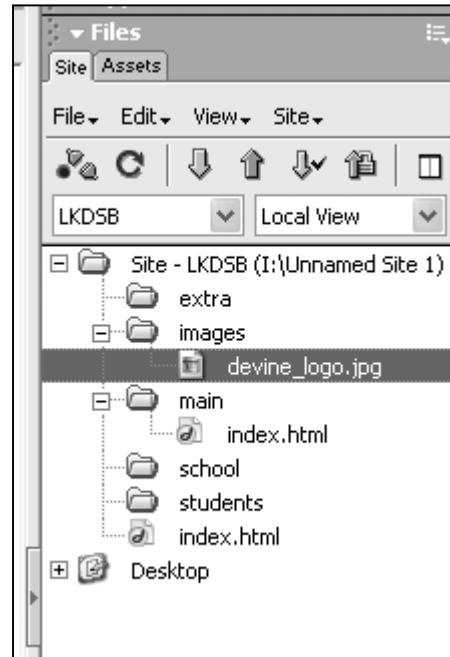 Files
Site Assets
File Edit View Site
LKDSB Local View
Site - LKDSB (I:\Unnamed Site 1)
extra
images
devine_logo.jpg
main
index.html
school
students
index.html
Desktop